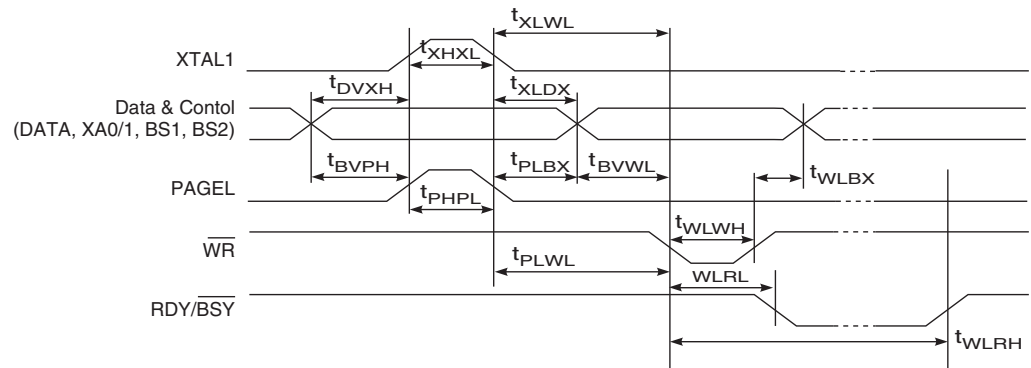 tXLWL
XTAL1
tXHXL
tDVXH
tXLDX
Data & Contol
(DATA, XA0/1, BS1, BS2)
tBVPH
tPLBX
tBVWL
tWLBX
PAGEL
tPHPL
tWLWH
WR
tPLWL
WLRL
RDY/BSY
tWLRH